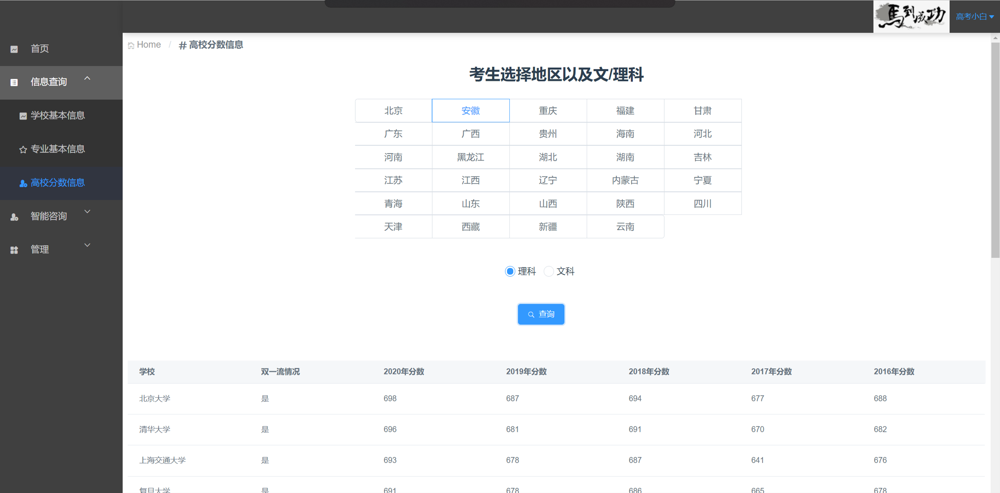 馬到成功
高考小白
首页
信息查询
学校基本信息
专业基本信息
高校分数信息
智能咨询
管理
Home / # 高校分数信息
考生选择地区以及文/理科
北京 安徽 重庆 福建 甘肃
广东 广西 贵州 海南 河北
河南 黑龙江 湖北 湖南 吉林
江苏 江西 辽宁 内蒙古 宁夏
青海 山东 山西 陕西 四川
天津 西藏 新疆 云南
理科 文科
查询
学校 双一流情况 2020年分数 2019年分数 2018年分数 2017年分数 2016年分数
北京大学 是 698 687 694 677 688
清华大学 是 696 681 691 670 682
上海交通大学 是 693 678 687 641 676
复旦大学 是 691 678 686 665 678